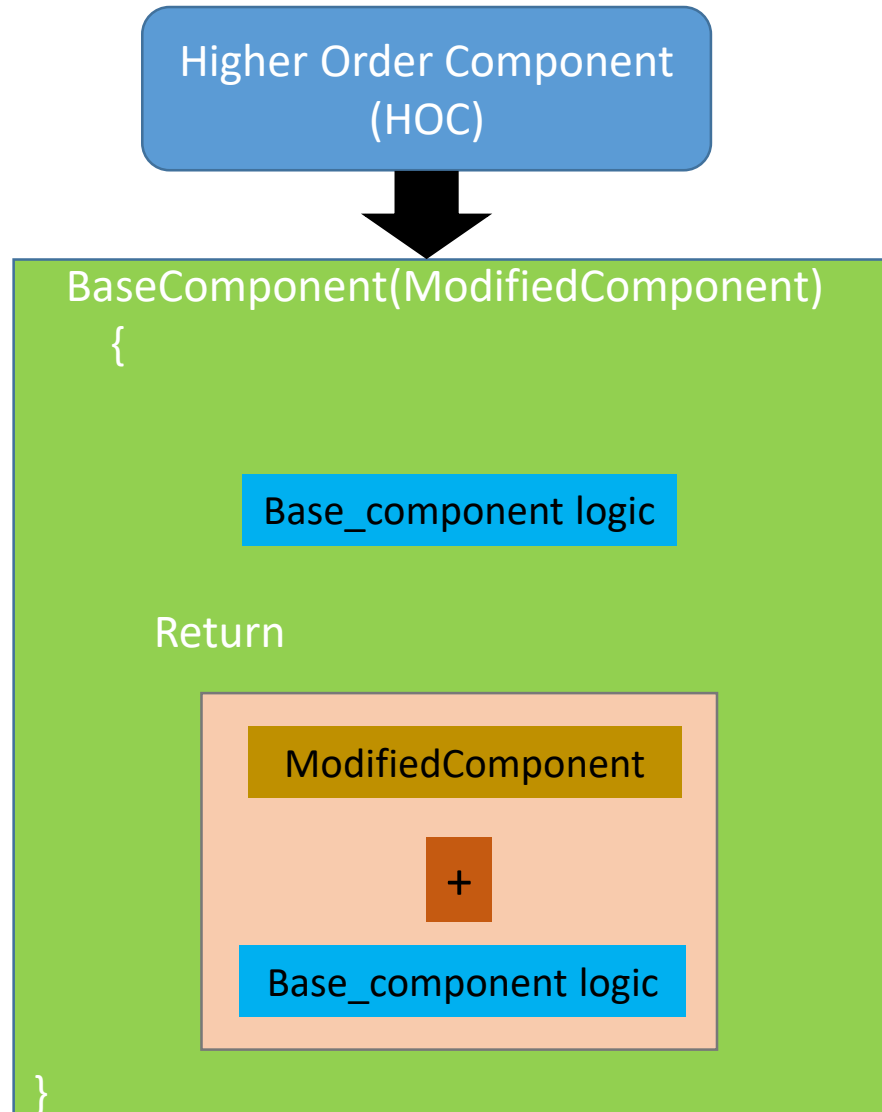 Higher Order Component
(HOC)
BaseComponent(ModifiedComponent)
{
Base_component logic
Return
ModifiedComponent
+
Base_component logic
}